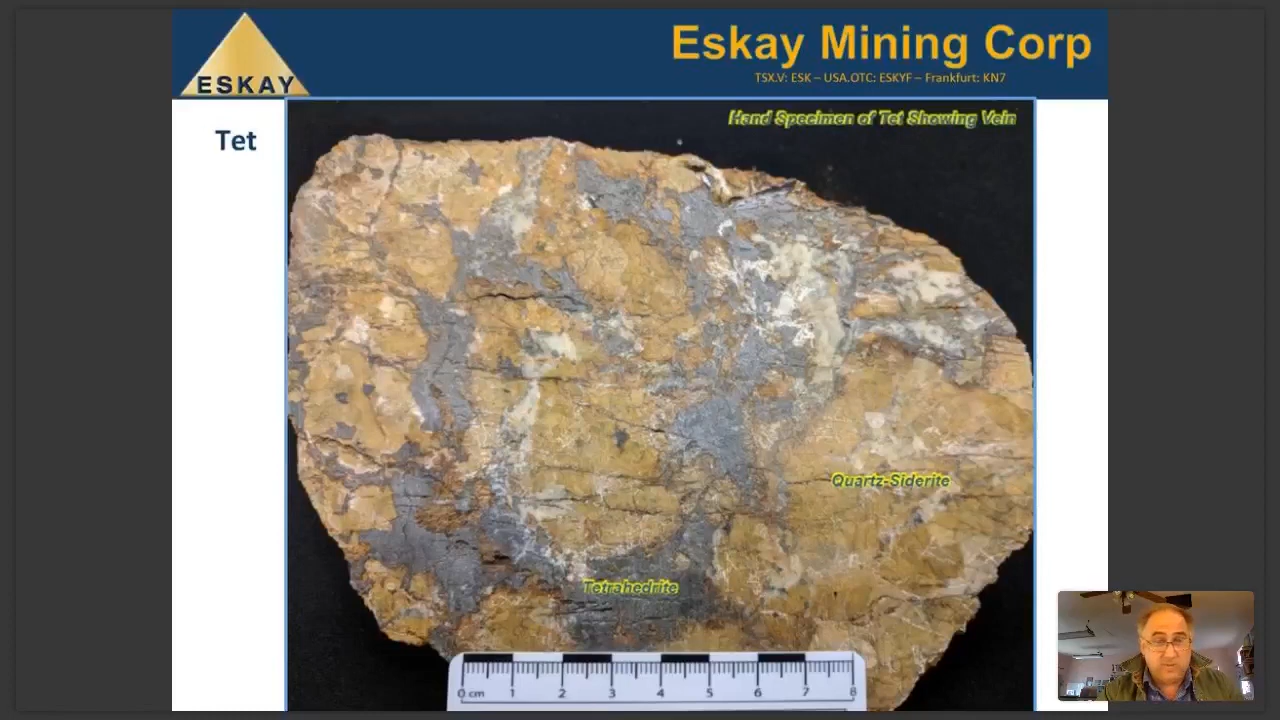 ESKAY
Eskay Mining Corp
TSX.V: ESK – USA.OTC: ESKYF – Frankfurt: KN7
Tet
Hand Specimen of Tet Showing Vein
Quartz-Siderite
Tetrahedrite
0 cm 1 2 3 4 5 6 7 8